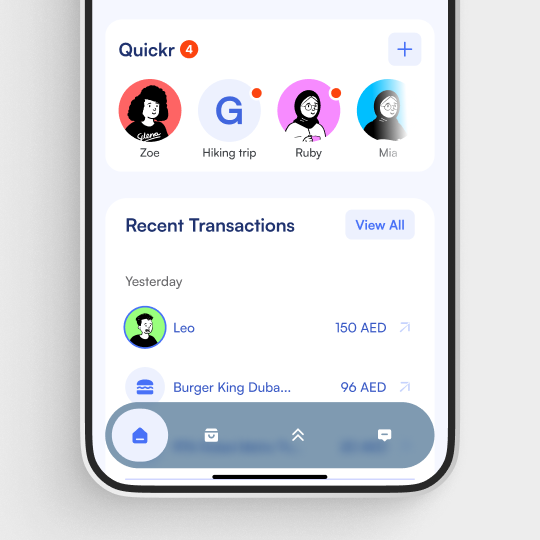 Quickr 4
Glena
G
Zoe
Hiking trip
Ruby
Mia
Recent Transactions
View All
Yesterday
Leo
150 AED
Burger King Duba...
96 AED